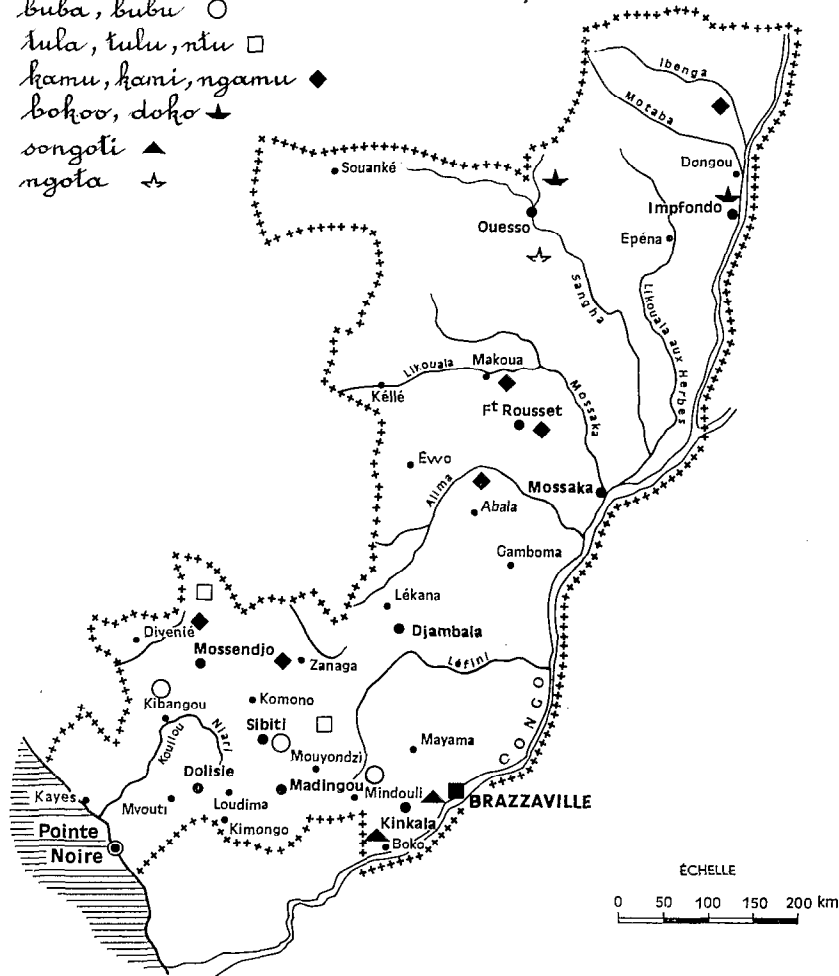 buba, bubu
tula, tulu, ntu
kamu, kami, ngamu
bokoo, doko
songoti
ngota
Ibenga
Motaba
Souanké
Dongou
Impfondo
Ouesso
Epéna
Sangha
Likouala aux Herbes
Likouala
Makoua
Kéllé
Mossaka
Ft Rousset
Évvo
Alima
Mossaka
Abala
Gamboma
Lékana
Divenié
Djambala
Mossendjo
Zanaga
Léfini
Kibangou
Komono
CONGO
Sibiti
Kouilou
Niari
Mouyondzi
Mayama
Dolisie
Madingou
Mindouli
Kayes
Mvouti
Loudima
BRAZZAVILLE
Kimongo
Kinkala
Pointe
Noire
Boko
ÉCHELLE
0 50 100 150 200 km